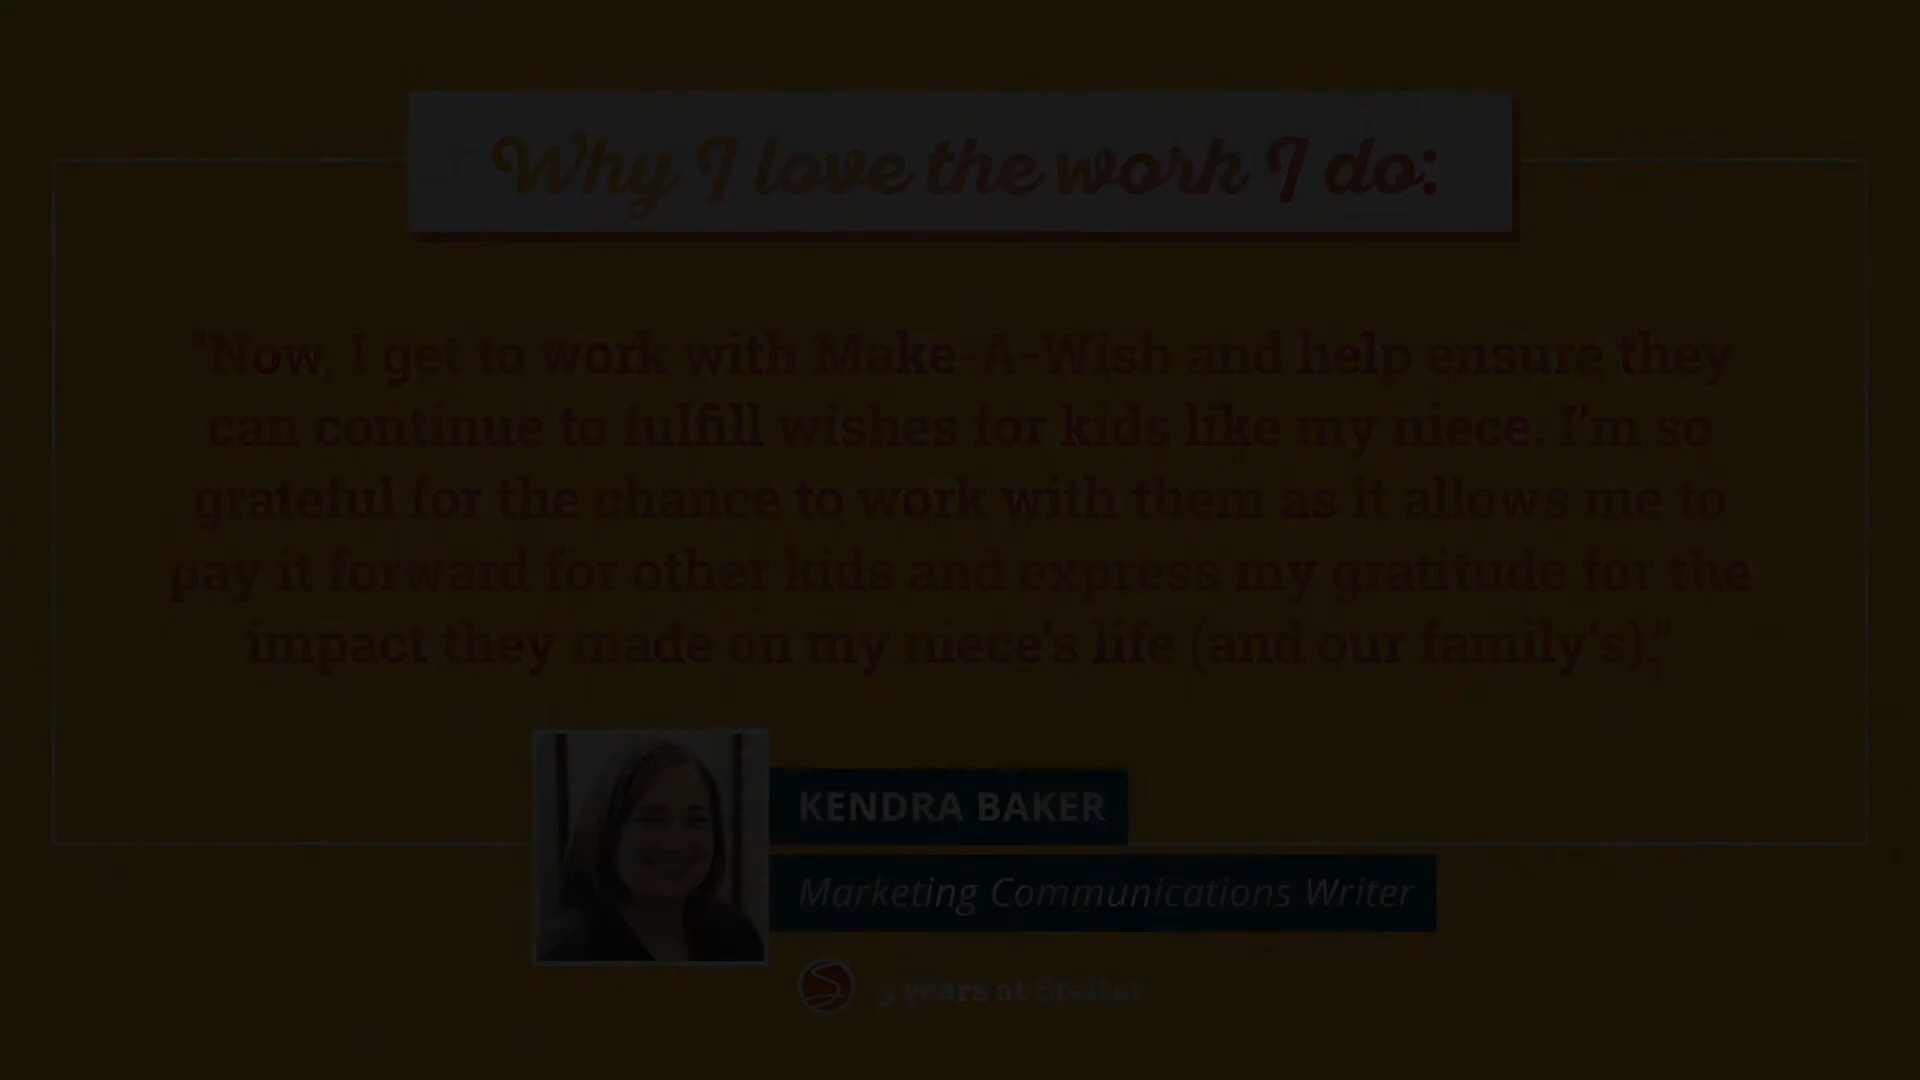 Why I love the work I do:
"Now, I get to work with Make-A-Wish and help ensure they
can continue to fulfill wishes for kids like my niece. I'm so
grateful for the chance to work with them as it allows me to
pay it forward for other kids and express my gratitude for the
impact they made on my niece's life (and our family's)."
KENDRA BAKER
Marketing Communications Writer
years at Stelter